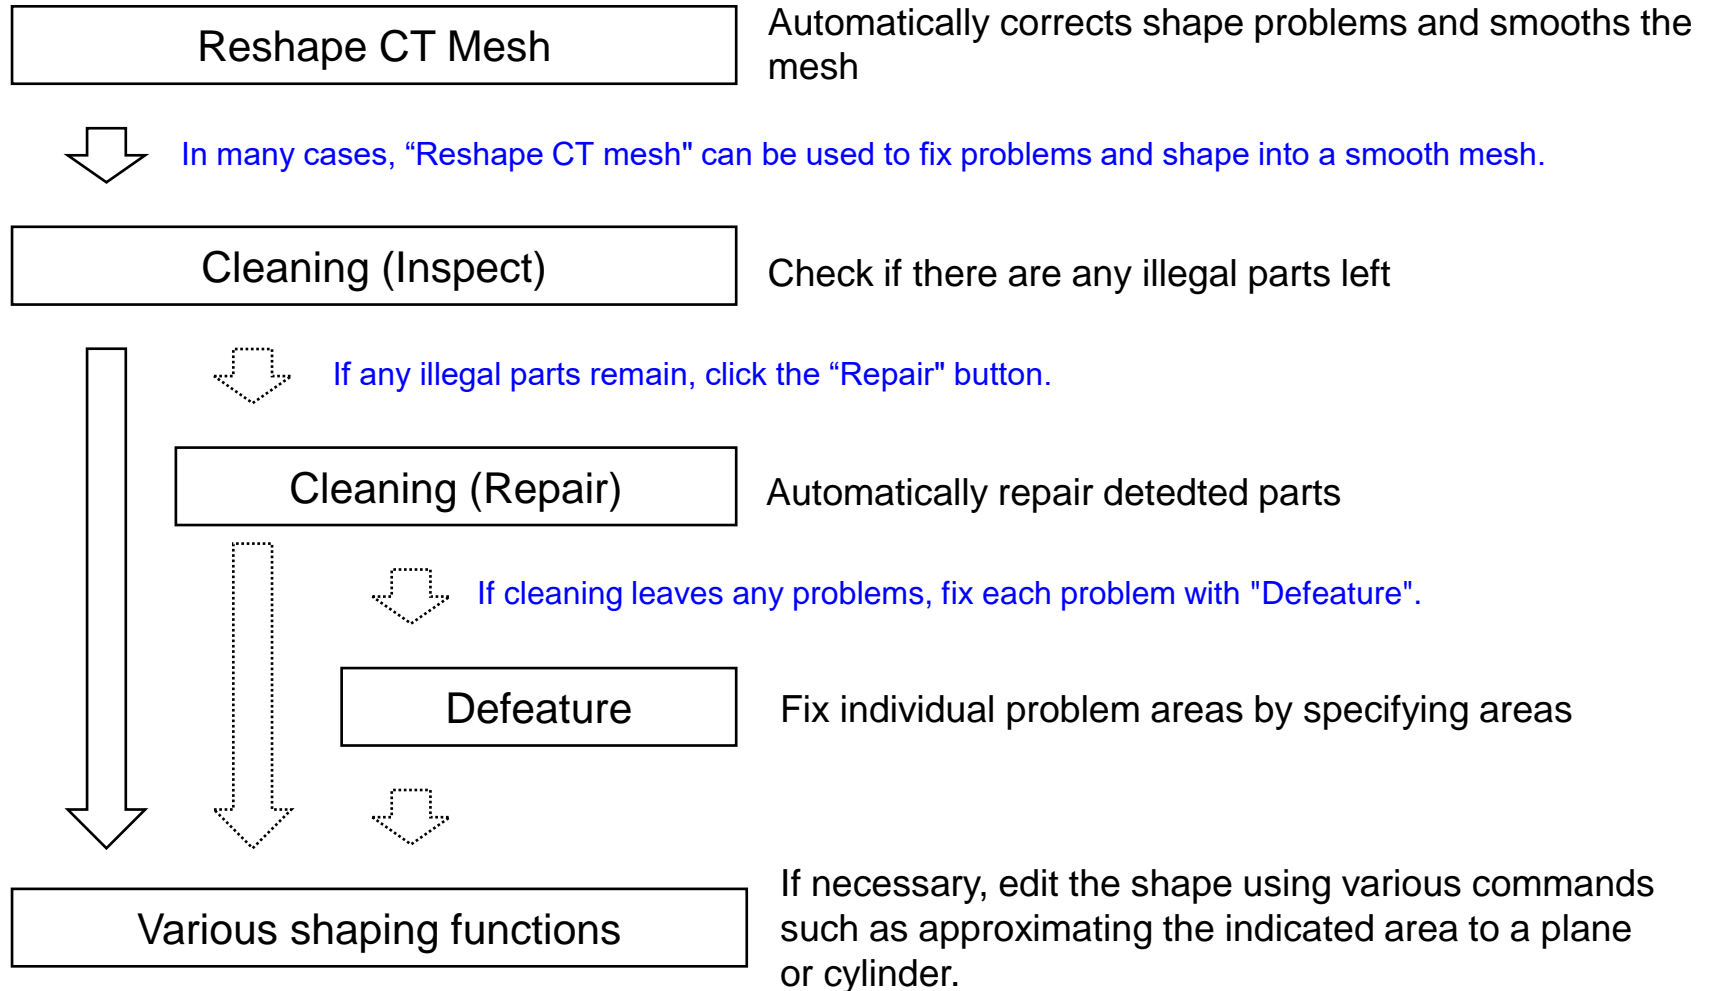 Reshape CT Mesh
Automatically corrects shape problems and smooths the
mesh
In many cases, “Reshape CT mesh" can be used to fix problems and shape into a smooth mesh.
Cleaning (Inspect)
Check if there are any illegal parts left
If any illegal parts remain, click the “Repair" button.
Cleaning (Repair)
Automatically repair detedted parts
If cleaning leaves any problems, fix each problem with "Defeature".
Defeature
Fix individual problem areas by specifying areas
Various shaping functions
If necessary, edit the shape using various commands
such as approximating the indicated area to a plane
or cylinder.